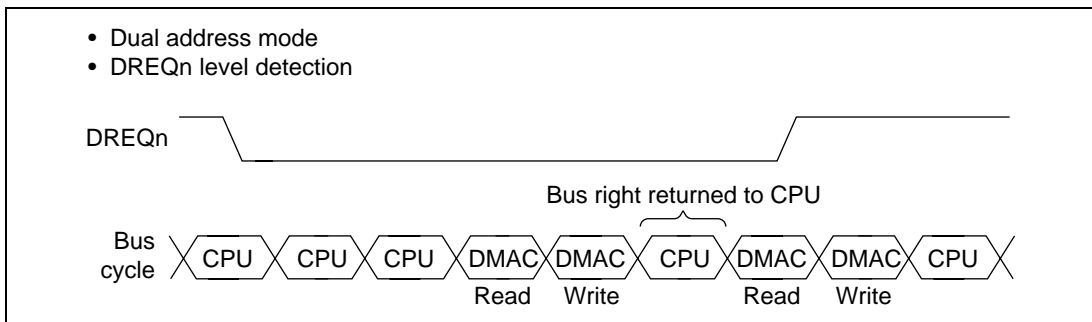 • Dual address mode
• DREQn level detection
DREQn
Bus right returned to CPU
Bus cycle
CPU CPU CPU DMAC DMAC CPU DMAC DMAC CPU
Read Write Read Write